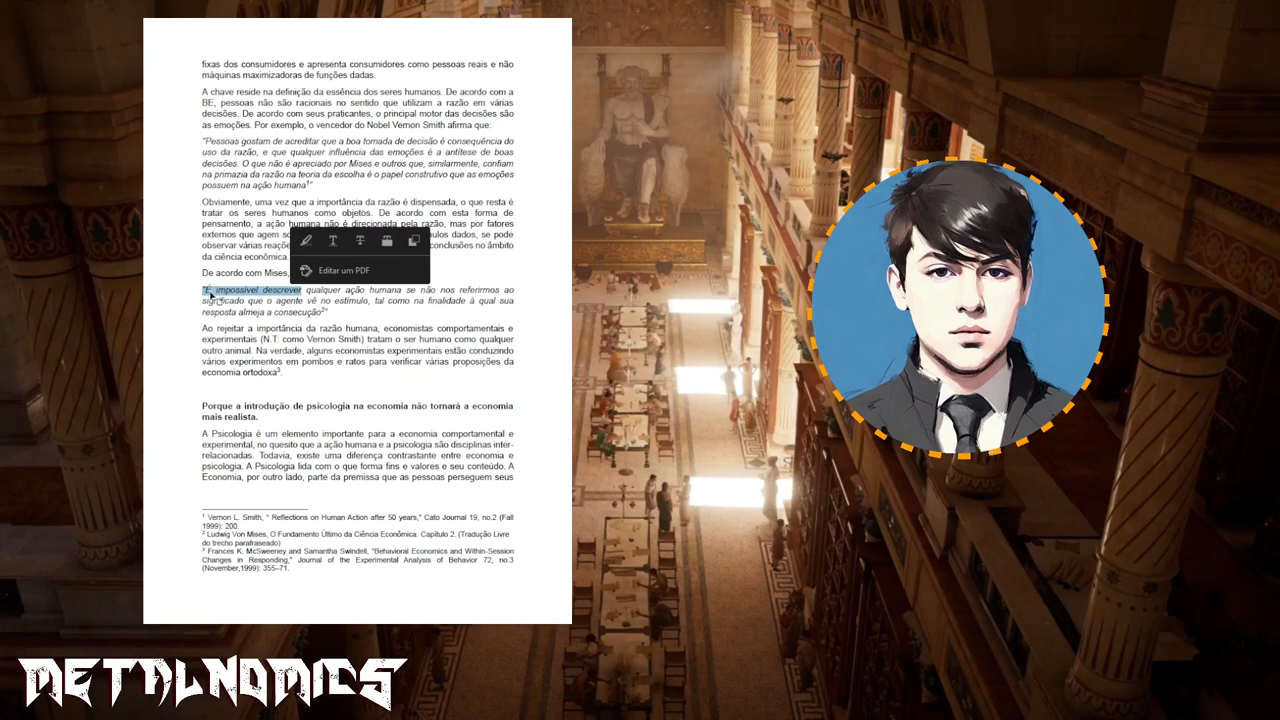 fixas dos consumidores e apresenta consumidores como pessoas reais e não
máquinas maximizadoras de funções dadas.
A chave reside na definição da essência dos seres humanos. De acordo com a
BE, pessoas não são racionais no sentido que utilizam a razão em várias
decisões. De acordo com seus praticantes, o principal motor das decisões são
as emoções. Por exemplo, o vencedor do Nobel Vernon Smith afirma que:
"Pessoas gostam de acreditar que a boa tomada de decisão é consequência do
uso da razão, e que qualquer influência das emoções é a antítese de boas
decisões. O que não é apreciado por Mises e outros que, similarmente, confiam
na primazia da razão na teoria da escolha é o papel construtivo que as emoções
possuem na ação humana¹"
Obviamente, uma vez que a importância da razão é dispensada, o que resta é
tratar os seres humanos como objetos. De acordo com esta forma de
pensamento, a ação humana não é direcionada pela razão, mas por fatores
externos que agem so mulos dados, se pode
observar várias reaçõe conclusões no âmbito
da ciência econômica.
De acordo com Mises,
Editar um PDF
"É impossível descrever qualquer ação humana se não nos referirmos ao
significado que o agente vê no estímulo, tal como na finalidade à qual sua
resposta almeja a consecução²"
Ao rejeitar a importância da razão humana, economistas comportamentais e
experimentais (N.T: como Vernon Smith) tratam o ser humano como qualquer
outro animal. Na verdade, alguns economistas experimentais estão conduzindo
vários experimentos em pombos e ratos para verificar várias proposições da
economia ortodoxa³.
Porque a introdução de psicologia na economia não tornará a economia
mais realista.
A Psicologia é um elemento importante para a economia comportamental e
experimental, no quesito que a ação humana e a psicologia são disciplinas inter-
relacionadas. Todavia, existe uma diferença contrastante entre economia e
psicologia. A Psicologia lida com o que forma fins e valores e seu conteúdo. A
Economia, por outro lado, parte da premissa que as pessoas perseguem seus
¹ Vernon L. Smith, " Reflections on Human Action after 50 years," Cato Journal 19, no.2 (Fall
1999): 200.
² Ludwig Von Mises, O Fundamento Último da Ciência Econômica. Capítulo 2. (Tradução Livre
do trecho parafraseado)
³ Frances K. McSweeney and Samantha Swindell, "Behavioral Economics and Within-Session
Changes in Responding," Journal of the Experimental Analysis of Behavior 72, no.3
(November,1999): 355–71.
METALNOMICS